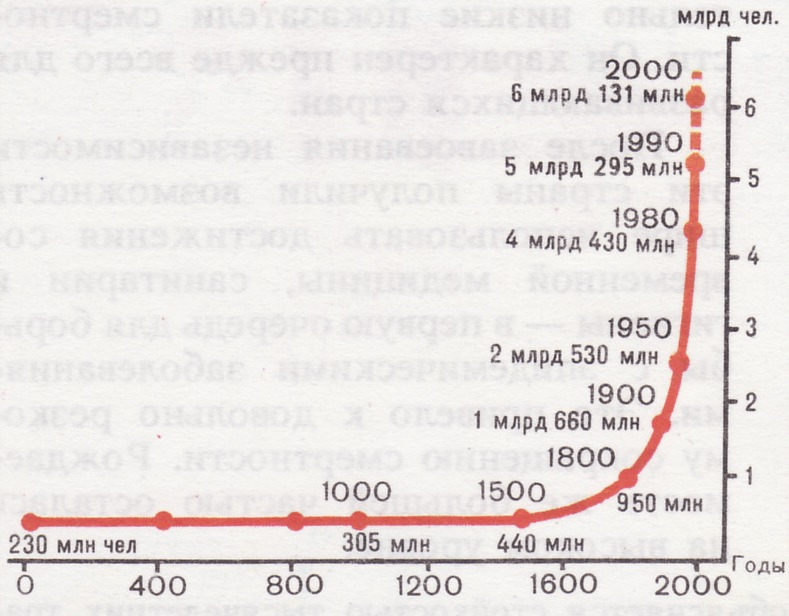 млрд чел.
2000
6 млрд 131 млн
6
1990
5 млрд 295 млн
5
1980
4 млрд 430 млн
4
1950
3
2 млрд 530 млн
1900
2
1 млрд 660 млн
1800
1
1000
1500
950 млн
230 млн чел
305 млн
440 млн
Годы
0
400
800
1200
1600
2000